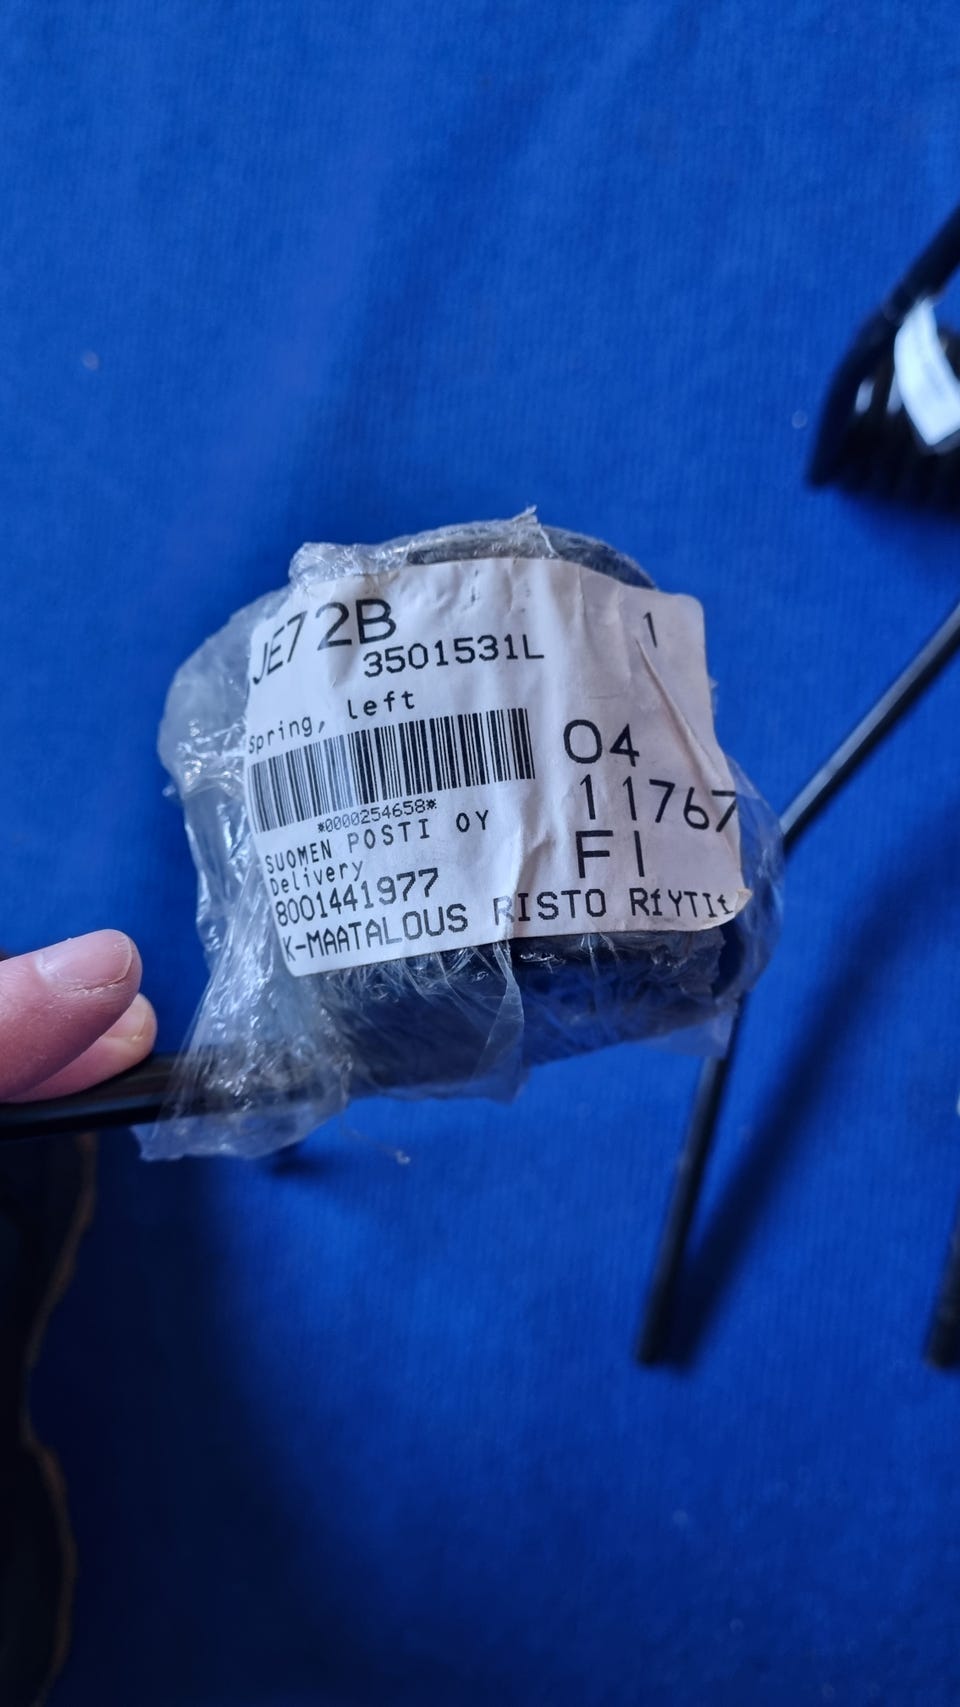 JE72B
1
3501531L
Spring, left
04
*0000254658*
11767
SUOMEN POSTI OY
FI
Delivery
8001441977
K-MAATALOUS RISTO